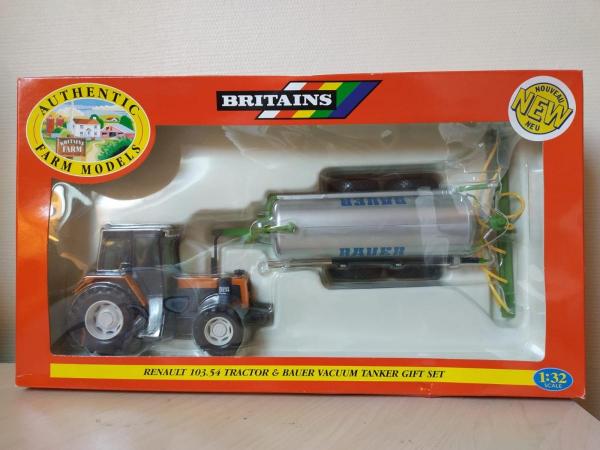 AUTHENTIC
FARM MODELS
BRITAINS
FARM
BRITAINS
NOUVEAU
NEW
NEU
BAUER
BAUER
RENAULT 103.54 TRACTOR & BAUER VACUUM TANKER GIFT SET
1:32
SCALE